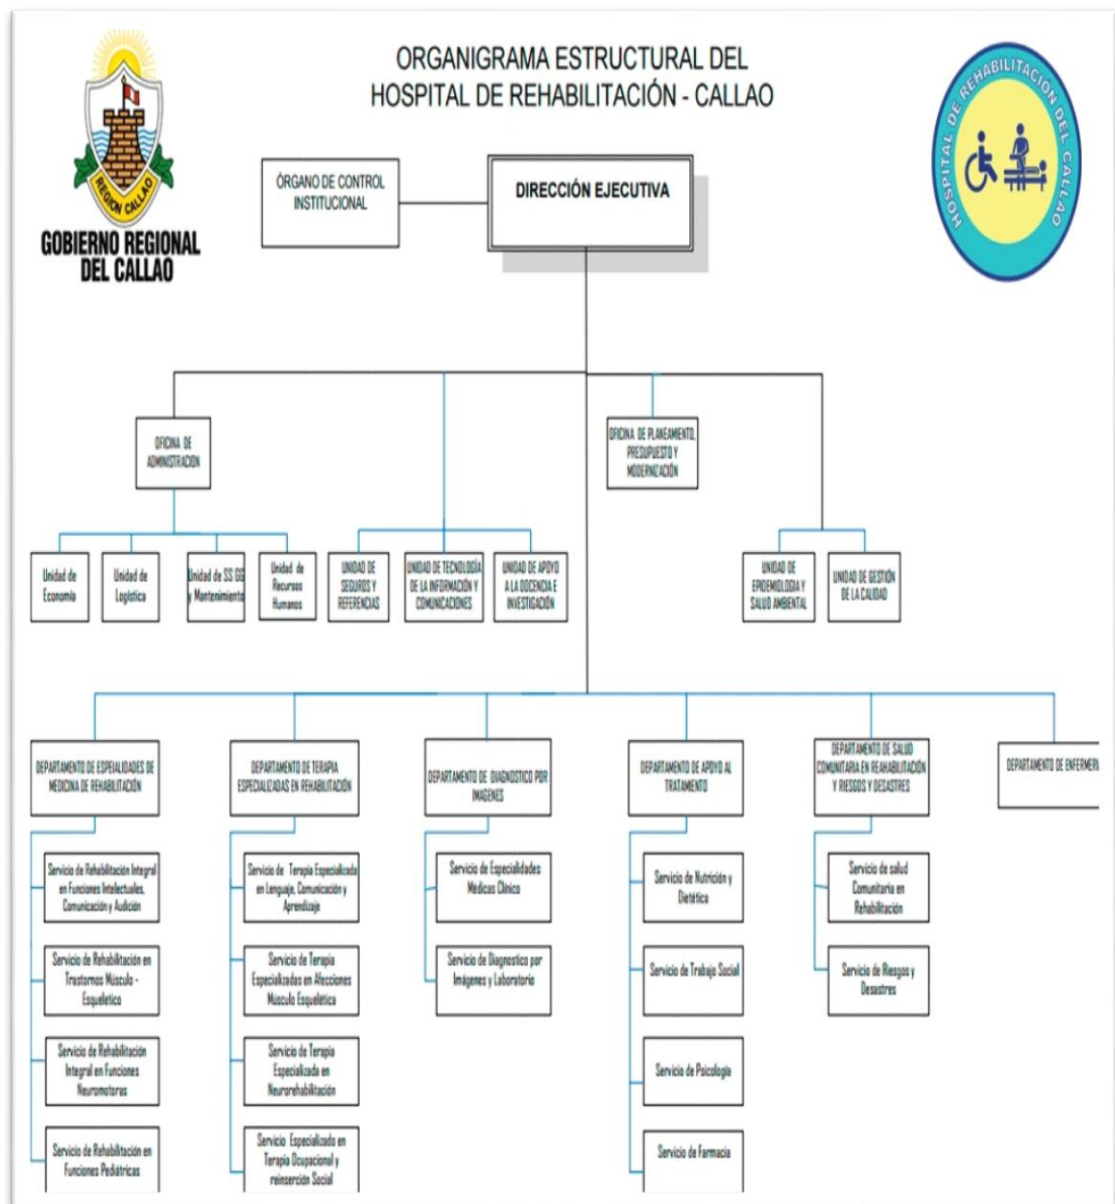 ORGANIGRAMA ESTRUCTURAL DEL
HOSPITAL DE REHABILITACIÓN - CALLAO
REGION CALLAO
GOBIERNO REGIONAL
DEL CALLAO
HOSPITAL DE REHABILITACION DEL CALLAO
ÓRGANO DE CONTROL
INSTITUCIONAL
DIRECCIÓN EJECUTIVA
OFICINA DE
ADMINISTRACION
OFICINA DE PLANEAMIENTO,
PRESUPUESTO Y
MODERNIZACIÓN
Unidad de
Economía
Unidad de
Logística
Unidad de SS GG
y Mantenimiento
Unidad de
Recursos
Humanos
UNIDAD DE
SEGUROS Y
REFERENCIAS
UNIDAD DE TECNOLOGÍA
DE LA INFORMACIÓN Y
COMUNICACIONES
UNIDAD DE APOYO
A LA DOCENCIA E
INVESTIGACIÓN
UNIDAD DE
EPIDEMIOLOGIA Y
SALUD AMBIENTAL
UNIDAD DE GESTIÓN
DE LA CALIDAD
DEPARTAMENTO DE ESPEIALIDADES DE
MEDICINA DE REHABILITACIÓN
Servicio de Rehabilitación Integral
en Funciones Intelectuales,
Comunicación y Audición
Servicio de Rehabilitación en
Trastornos Músculo -
Esqueletico
Servicio de Rehabilitación
Integral en Funciones
Neuromotoras
Servicio de Rehabilitación en
Funciones Pediátricas
DEPARTAMENTO DE TERAPIA
ESPECIALIZADAS EN REHABILITACIÓN
Servicio de Terapia Especializada
en Lenguaje, Comunicación y
Aprendizaje
Servicio de Terapia
Especializadas en Afecciones
Músculo Esquelética
Servicio de Terapia
Especializada en
Neurorehabilitación
Servicio Especializado en
Terapia Ocupacional y
reinserción Social
DEPARTAMENTO DE DIAGNOSTICO POR
IMAGENES
Servicio de Especialidades
Médicas Clínico
Servicio de Diagnostico por
Imágenes y Laboratorio
DEPARTAMENTO DE APOYO AL
TRATAMIENTO
Servicio de Nutrición y
Dietética
Servicio de Trabajo Social
Servicio de Psicología
Servicio de Farmacia
DEPARTAMENTO DE SALUD
COMUNITARIA EN REAHABILITACIÓN
Y RIESGOS Y DESASTRES
Servicio de salud
Comunitaria en
Rehabilitación
Servicio de Riesgos y
Desastres
DEPARTAMENTO DE ENFERMERI